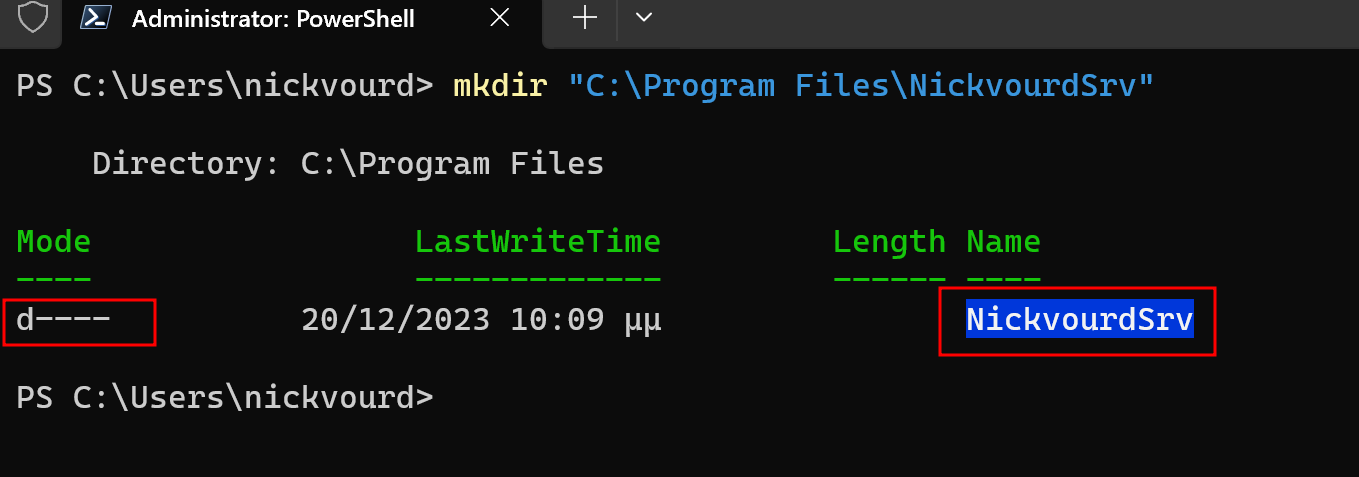 Administrator: PowerShell
PS C:\Users\nickvourd> mkdir "C:\Program Files\NickvourdSrv"
Directory: C:\Program Files
Mode LastWriteTime Length Name
---- ------------- ------ ----
d---- 20/12/2023 10:09 μμ NickvourdSrv
PS C:\Users\nickvourd>